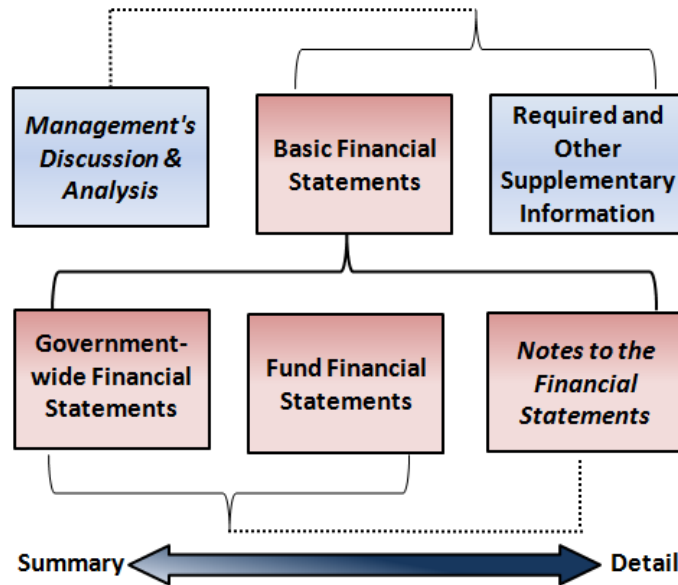 Management's
Discussion &
Analysis
Basic Financial
Statements
Required and
Other
Supplementary
Information
Government-
wide Financial
Statements
Fund Financial
Statements
Notes to the
Financial
Statements
Summary
Detail